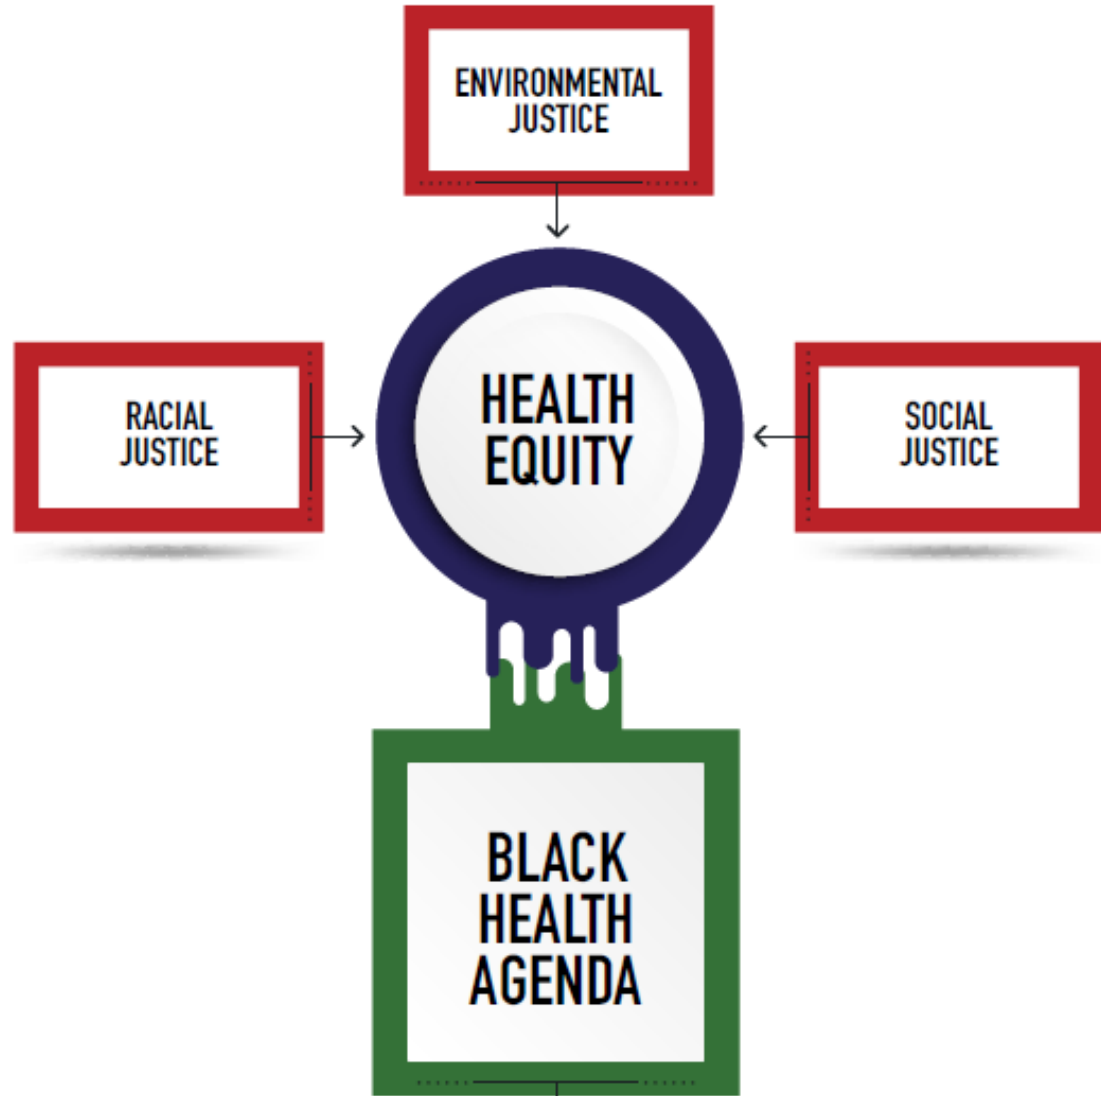 ENVIRONMENTAL
JUSTICE
RACIAL
JUSTICE
HEALTH
EQUITY
SOCIAL
JUSTICE
BLACK
HEALTH
AGENDA